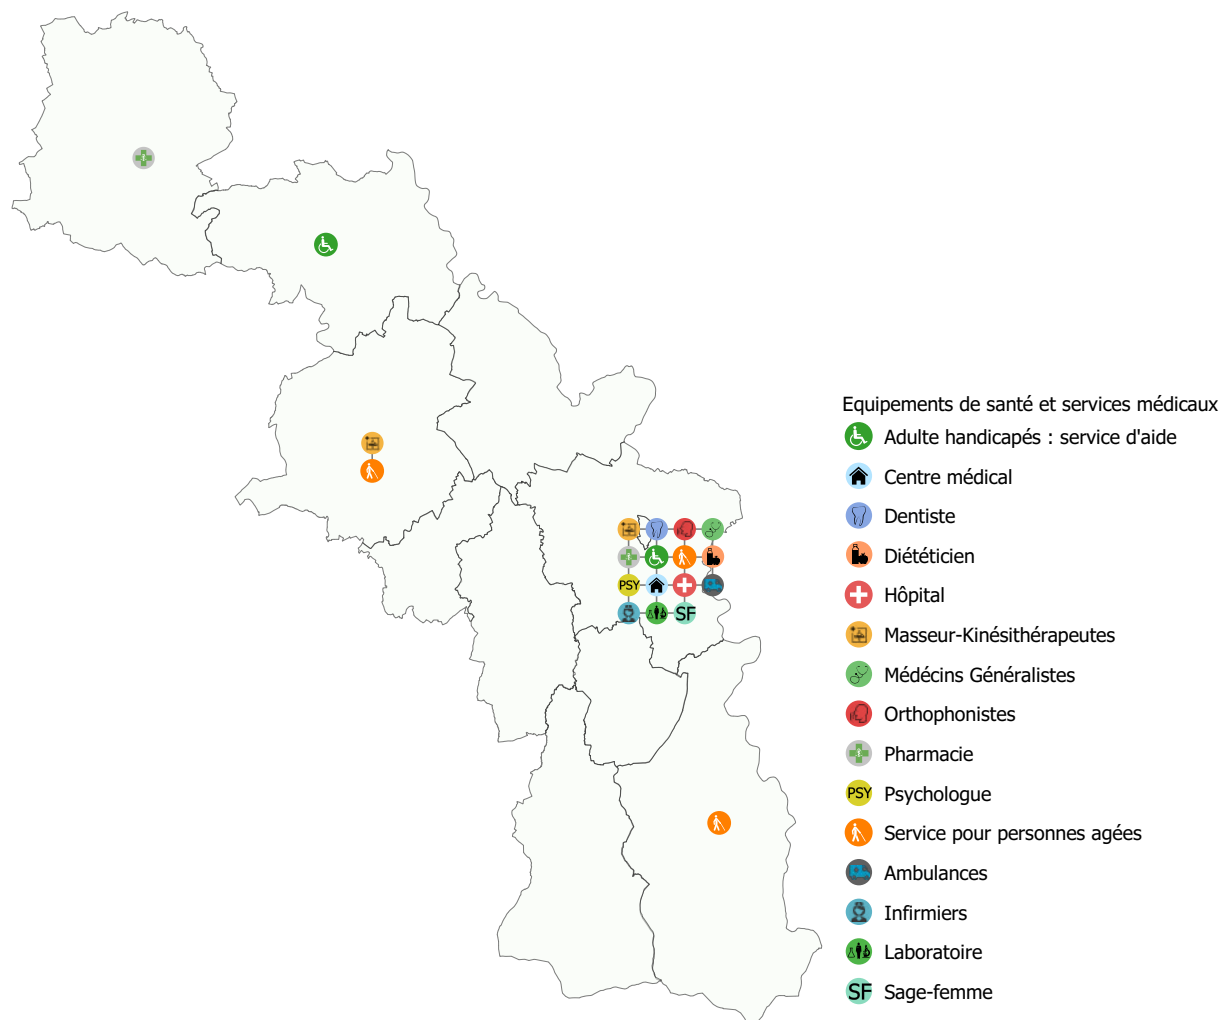 PSY
SF
Equipements de santé et services médicaux
Adulte handicapés : service d'aide
Centre médical
Dentiste
Diététicien
Hôpital
Masseur-Kinésithérapeutes
Médécins Généralistes
Orthophonistes
Pharmacie
PSY Psychologue
Service pour personnes agées
Ambulances
Infirmiers
Laboratoire
SF Sage-femme